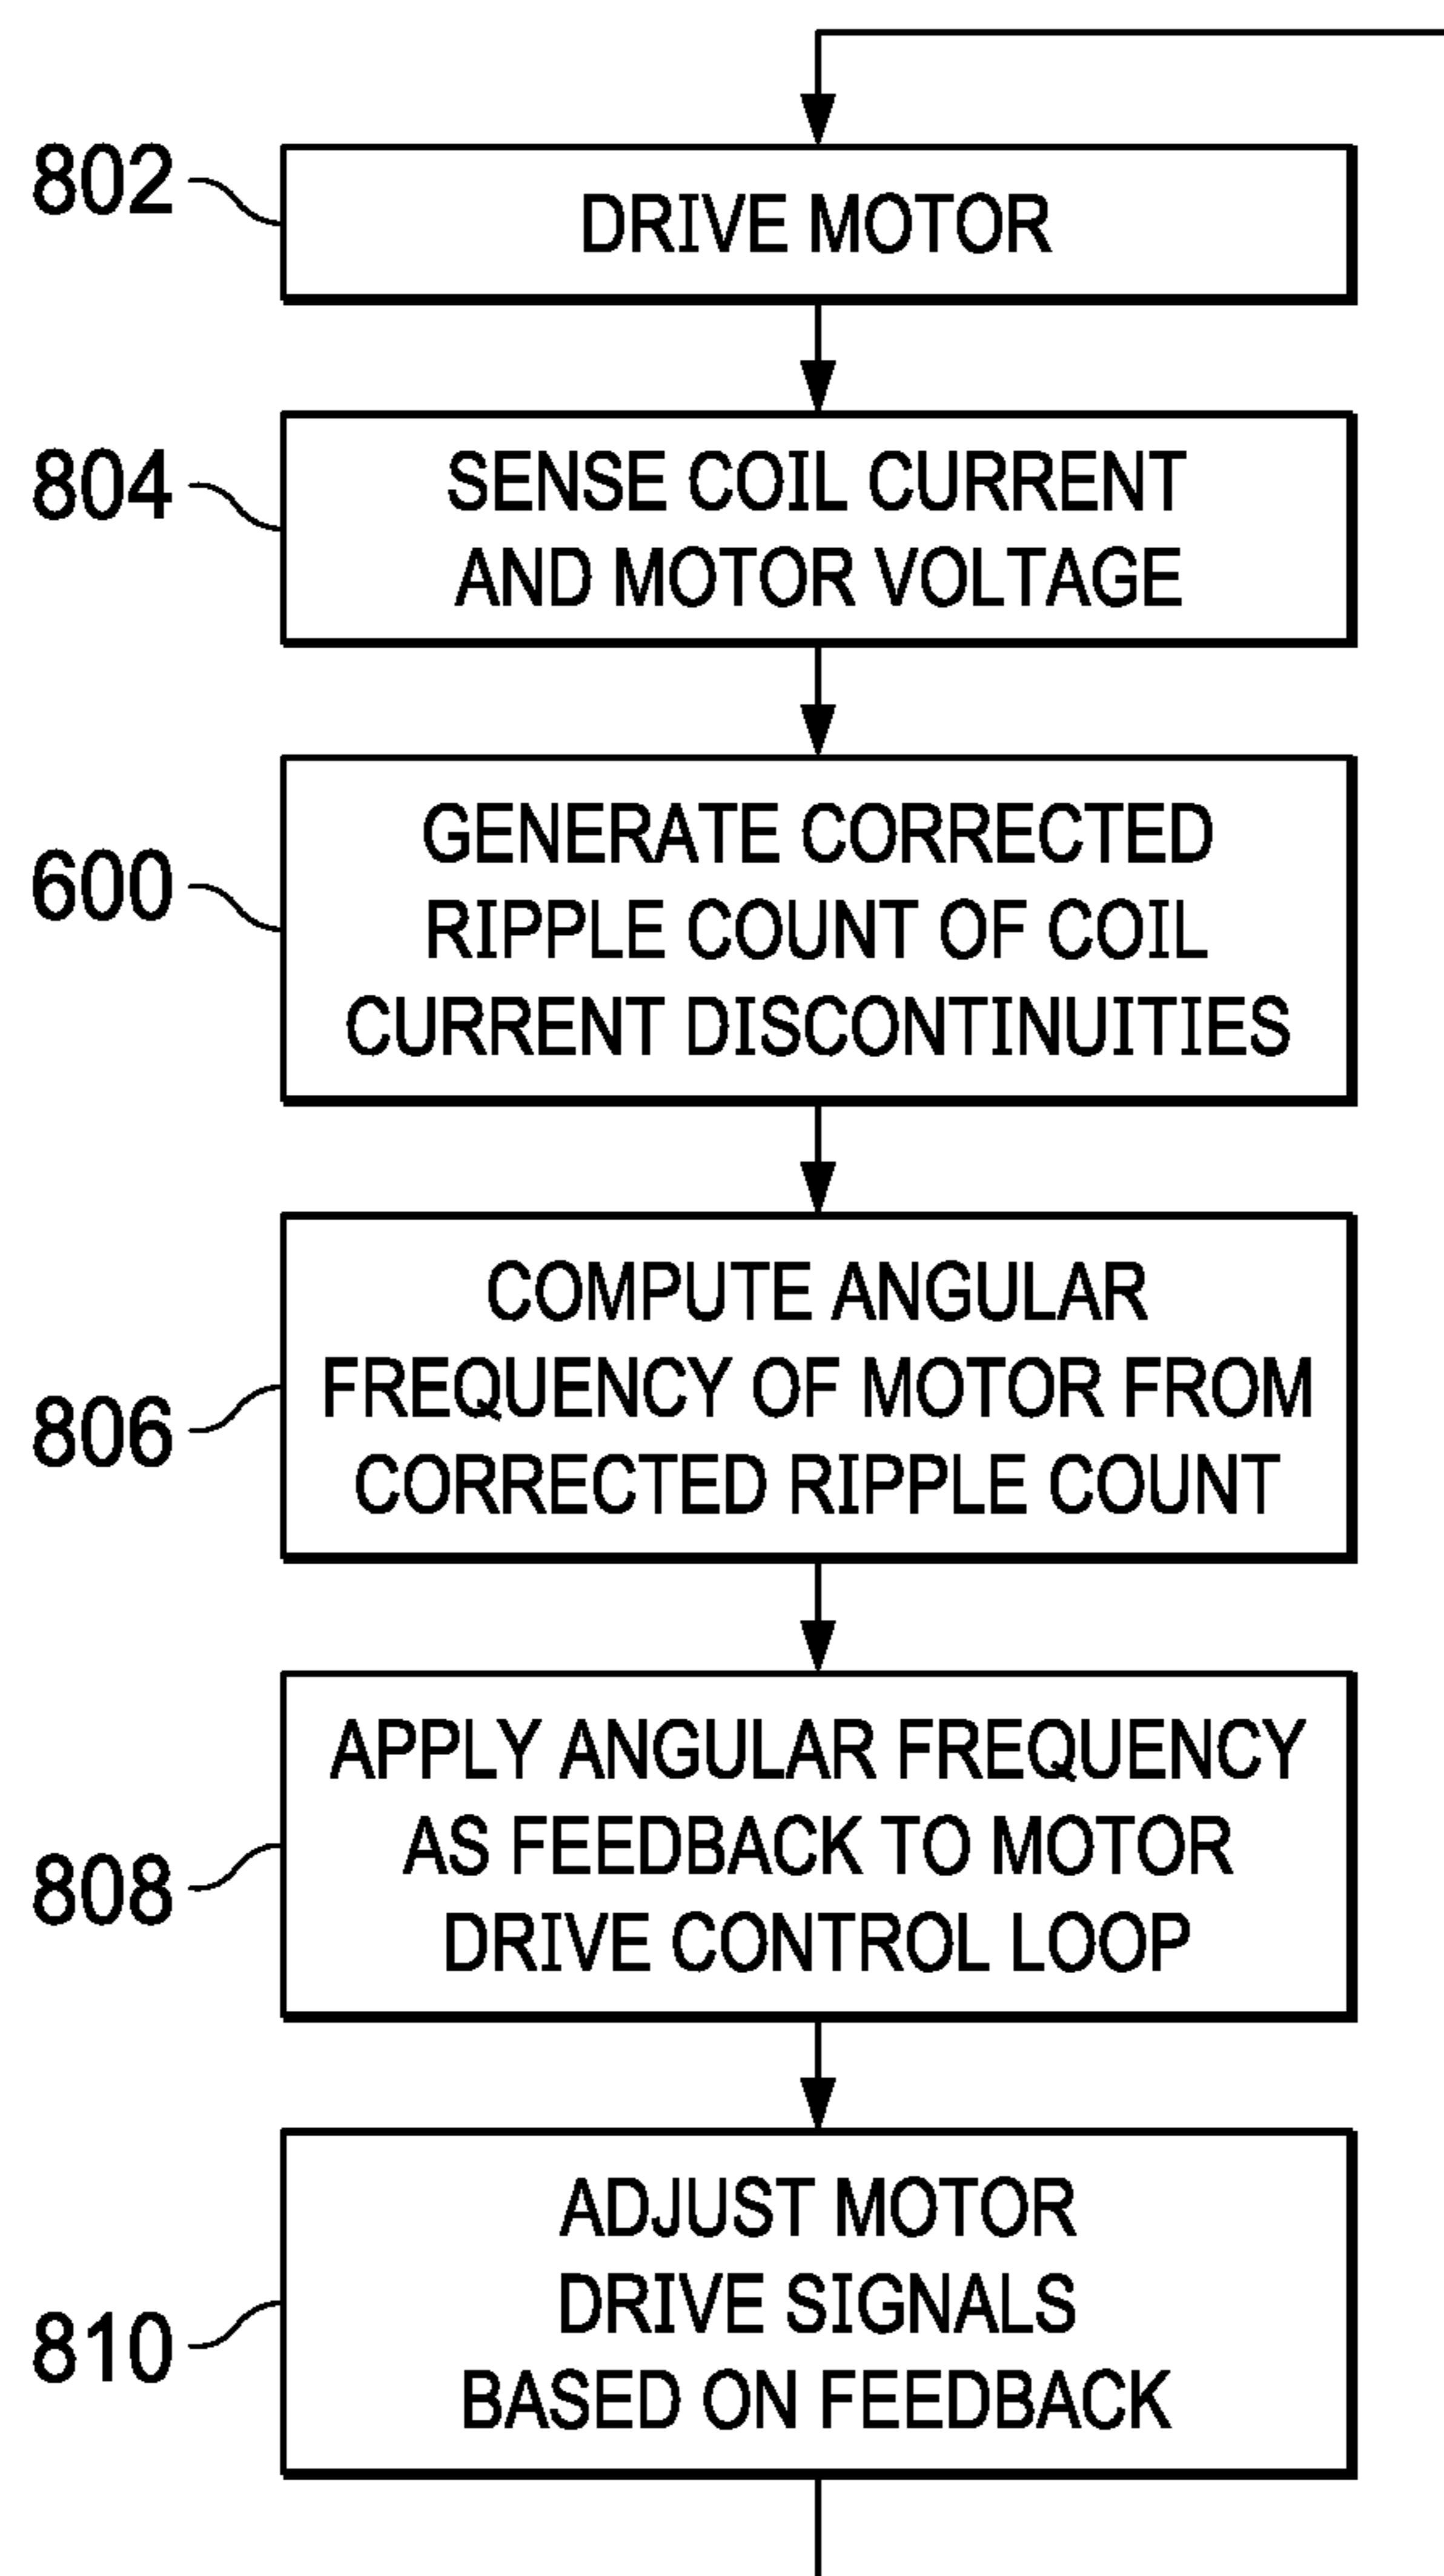 802
DRIVE MOTOR
804
SENSE COIL CURRENT
AND MOTOR VOLTAGE
600
GENERATE CORRECTED
RIPPLE COUNT OF COIL
CURRENT DISCONTINUITIES
806
COMPUTE ANGULAR
FREQUENCY OF MOTOR FROM
CORRECTED RIPPLE COUNT
808
APPLY ANGULAR FREQUENCY
AS FEEDBACK TO MOTOR
DRIVE CONTROL LOOP
810
ADJUST MOTOR
DRIVE SIGNALS
BASED ON FEEDBACK